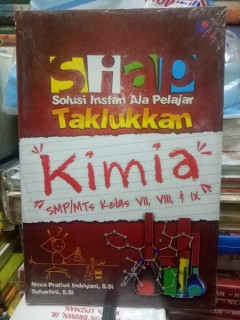 siap
Solusi Instan Ala Pelajar
Taklukkan
Kimia
SMP/MTs Kelas VII, VIII, & IX
Nova Pratiwi Indriyani, S.Si
Suhartini, S.Si